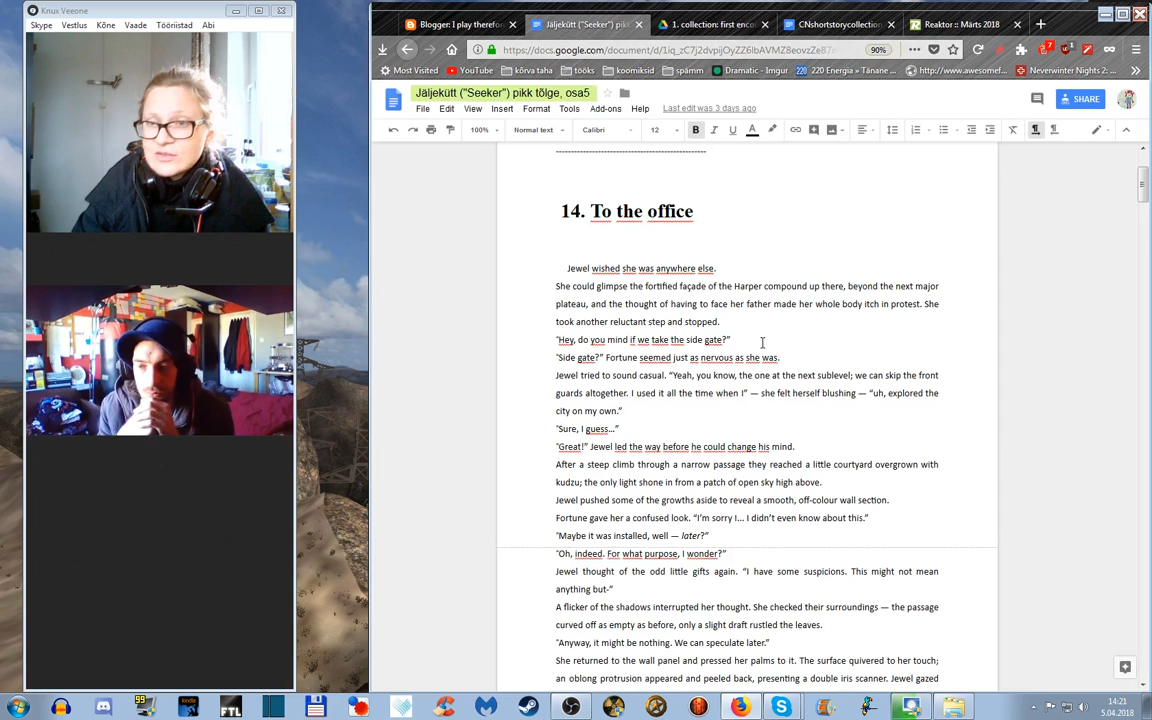 Knux Veeone
Skype Vestlus Kõne Vaade Tööriistad Abi
Blogger: I play therefor
Jäljekütt ("Seeker") pik
1. collection: first enco
CNshortstorycollection
Reaktor :: Märts 2018
https://docs.google.com/document/d/
90%
Most Visited YouTube kõrva taha tööks koomiksid spämm Dramatic - Imgur 220 Energia » Tänane ... http://www.awesomef... Neverwinter Nights 2: ...
Jäljekütt ("Seeker") pikk tõlge, osa5
SHARE
File Edit View Insert Format Tools Add-ons Help Last edit was 3 days ago
100% Normal text Calibri 12 B I U A
14. To the office
Jewel wished she was anywhere else.
She could glimpse the fortified façade of the Harper compound up there, beyond the next major
plateau, and the thought of having to face her father made her whole body itch in protest. She
took another reluctant step and stopped.
"Hey, do you mind if we take the side gate?"
"Side gate?" Fortune seemed just as nervous as she was.
Jewel tried to sound casual. "Yeah, you know, the one at the next sublevel; we can skip the front
guards altogether. I used it all the time when I" — she felt herself blushing — "uh, explored the
city on my own."
"Sure, I guess…"
"Great!" Jewel led the way before he could change his mind.
After a steep climb through a narrow passage they reached a little courtyard overgrown with
kudzu; the only light shone in from a patch of open sky high above.
Jewel pushed some of the growths aside to reveal a smooth, off-colour wall section.
Fortune gave her a confused look. "I'm sorry I... I didn't even know about this."
"Maybe it was installed, well — later?"
"Oh, indeed. For what purpose, I wonder?"
Jewel thought of the odd little gifts again. "I have some suspicions. This might not mean
anything but-"
A flicker of the shadows interrupted her thought. She checked their surroundings — the passage
curved off as empty as before, only a slight draft rustled the leaves.
"Anyway, it might be nothing. We can speculate later."
She returned to the wall panel and pressed her palms to it. The surface quivered to her touch;
an oblong protrusion appeared and peeled back, presenting a double iris scanner. Jewel gazed
99
kindle
FTL
14:21
5.04.2018